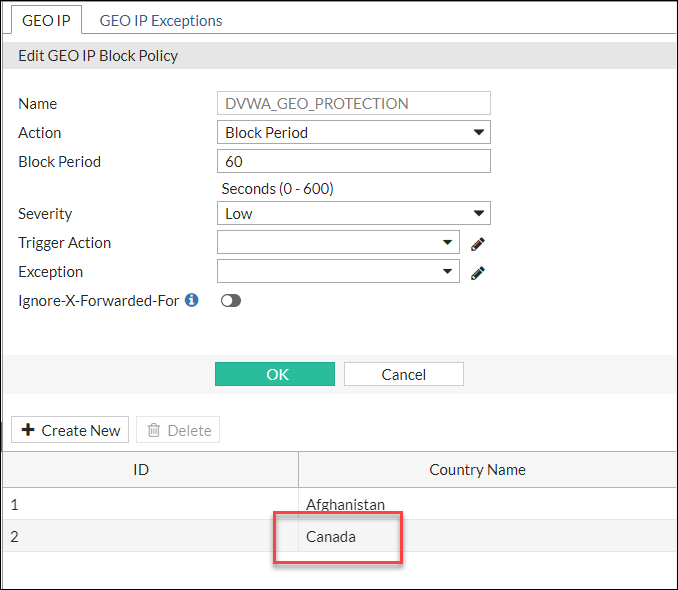 GEO IP GEO IP Exceptions
Edit GEO IP Block Policy
Name DVWA_GEO_PROTECTION
Action Block Period
Block Period 60
Seconds (0 - 600)
Severity Low
Trigger Action
Exception
Ignore-X-Forwarded-For
OK Cancel
Create New Delete
ID Country Name
1 Afghanistan
2 Canada